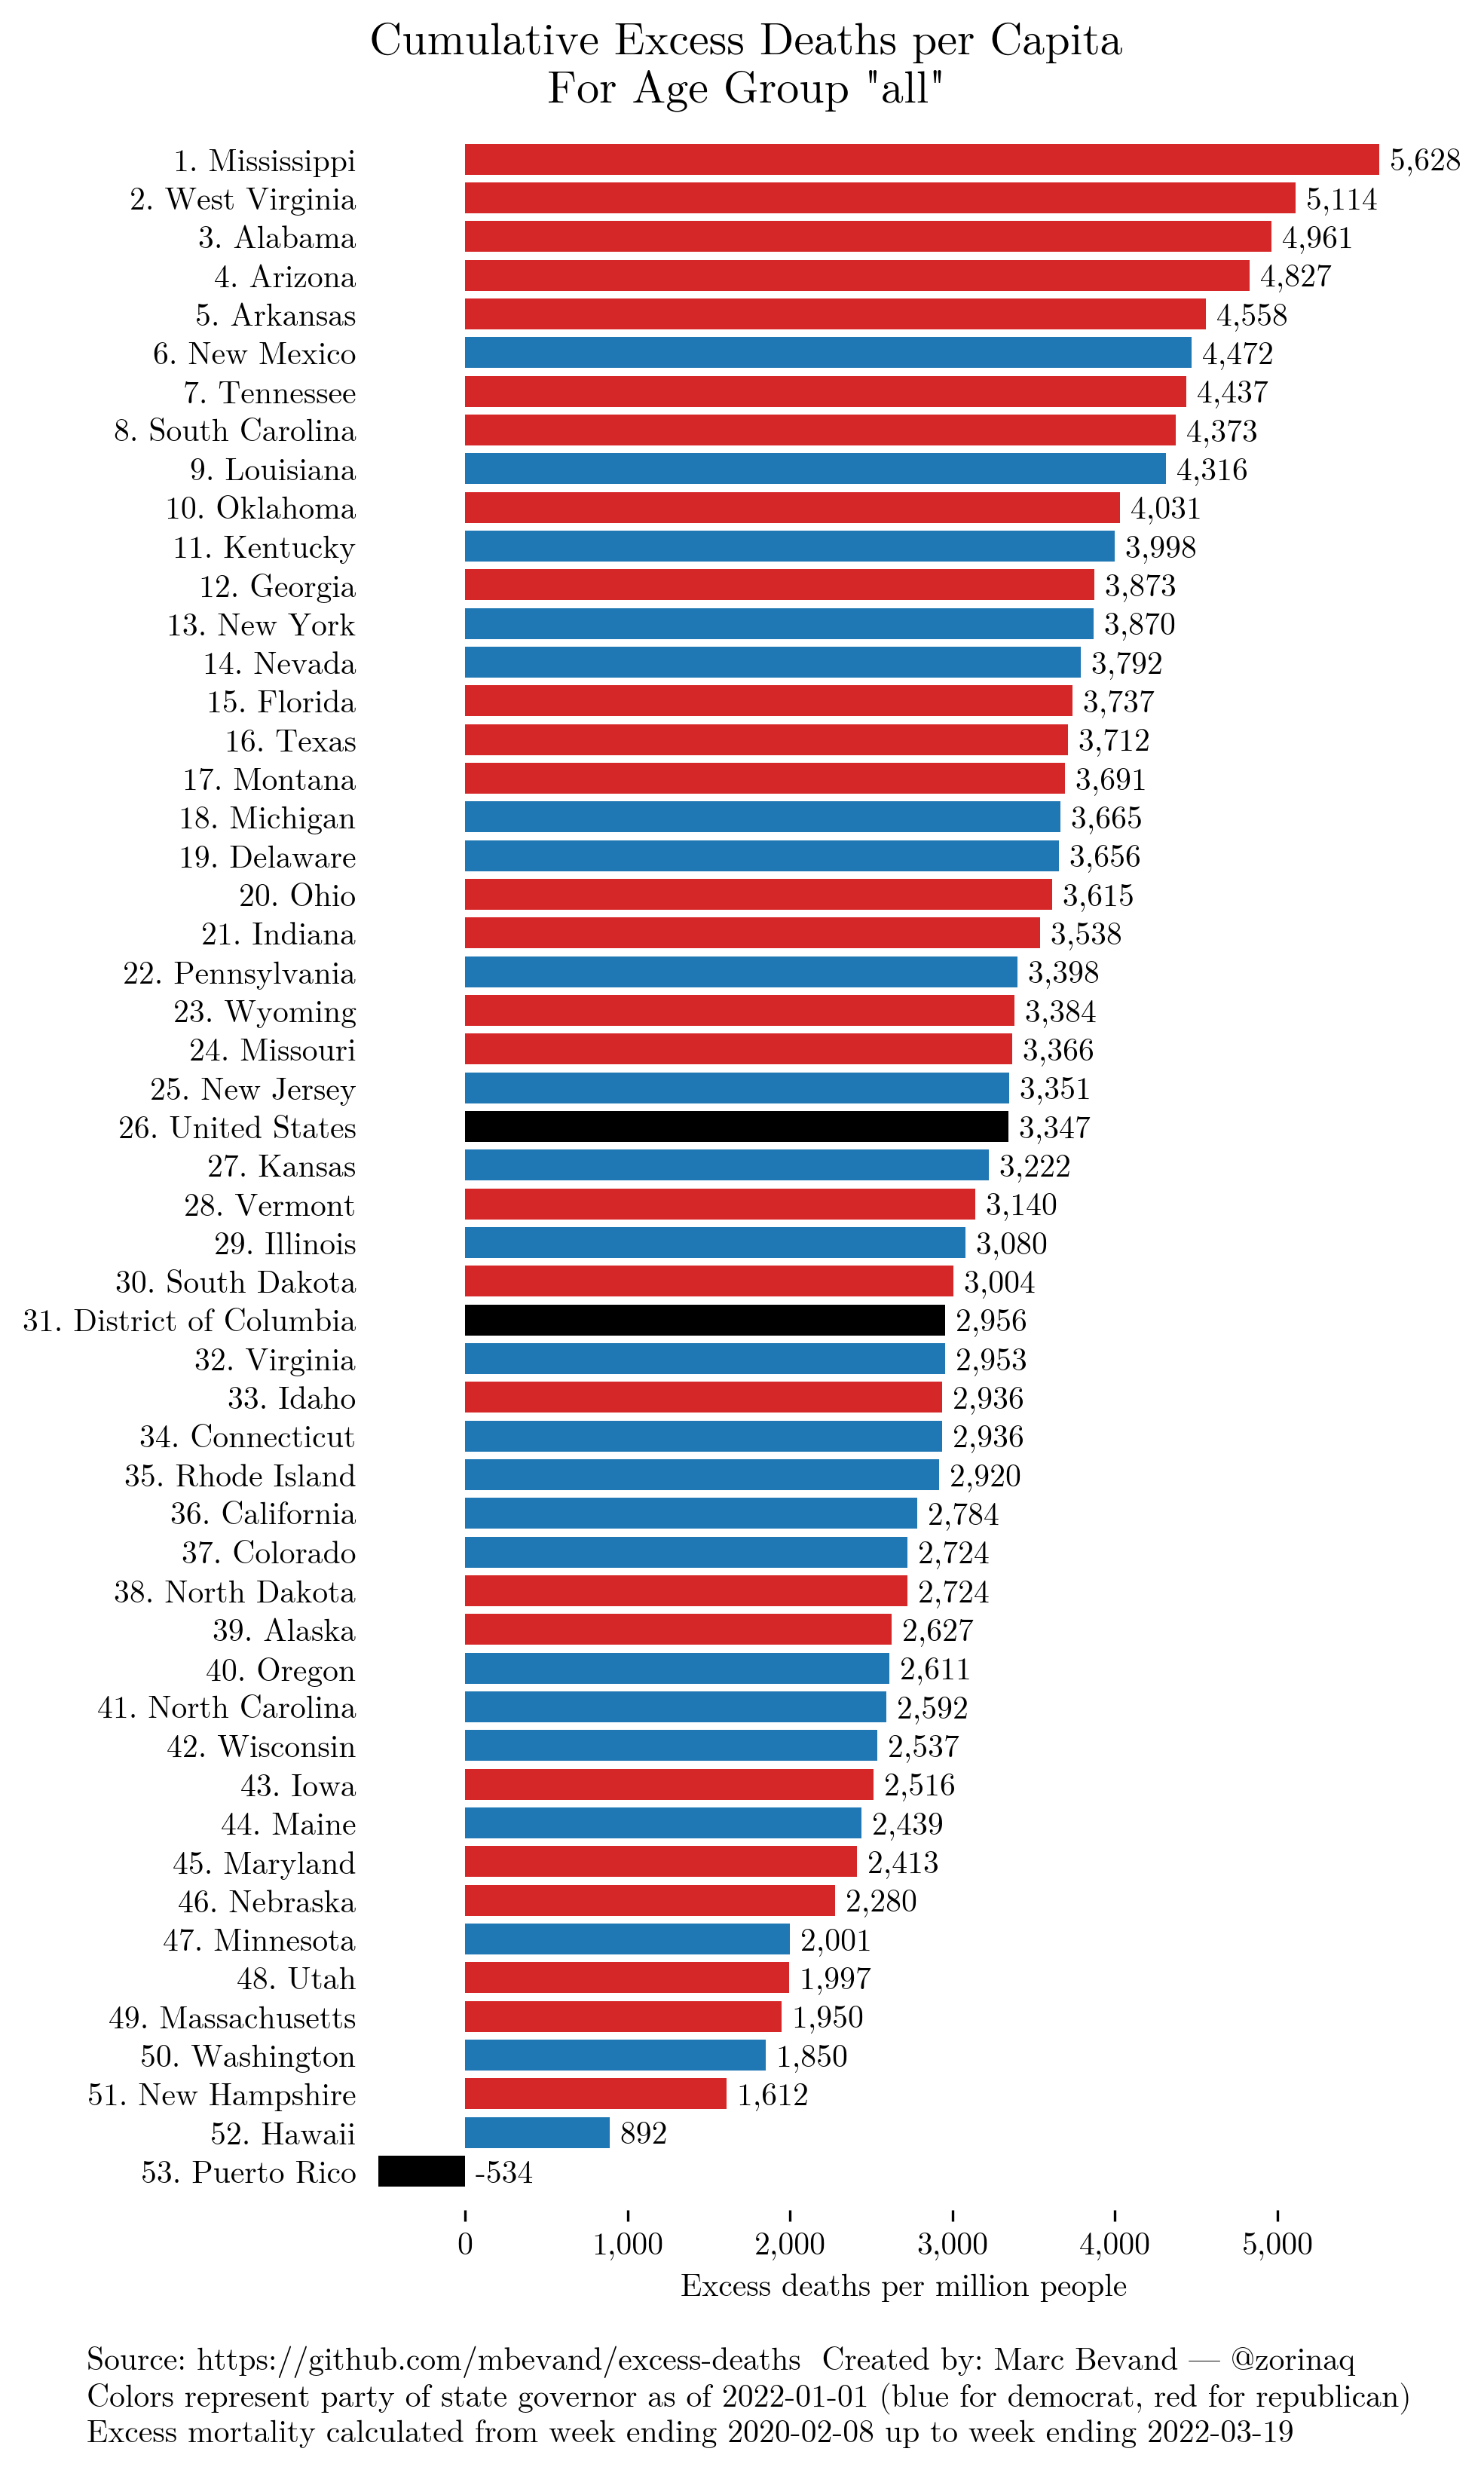 Cumulative Excess Deaths per Capita
For Age Group "all"
1. Mississippi 5,628
2. West Virginia 5,114
3. Alabama 4,961
4. Arizona 4,827
5. Arkansas 4,558
6. New Mexico 4,472
7. Tennessee 4,437
8. South Carolina 4,373
9. Louisiana 4,316
10. Oklahoma 4,031
11. Kentucky 3,998
12. Georgia 3,873
13. New York 3,870
14. Nevada 3,792
15. Florida 3,737
16. Texas 3,712
17. Montana 3,691
18. Michigan 3,665
19. Delaware 3,656
20. Ohio 3,615
21. Indiana 3,538
22. Pennsylvania 3,398
23. Wyoming 3,384
24. Missouri 3,366
25. New Jersey 3,351
26. United States 3,347
27. Kansas 3,222
28. Vermont 3,140
29. Illinois 3,080
30. South Dakota 3,004
31. District of Columbia 2,956
32. Virginia 2,953
33. Idaho 2,936
34. Connecticut 2,936
35. Rhode Island 2,920
36. California 2,784
37. Colorado 2,724
38. North Dakota 2,724
39. Alaska 2,627
40. Oregon 2,611
41. North Carolina 2,592
42. Wisconsin 2,537
43. Iowa 2,516
44. Maine 2,439
45. Maryland 2,413
46. Nebraska 2,280
47. Minnesota 2,001
48. Utah 1,997
49. Massachusetts 1,950
50. Washington 1,850
51. New Hampshire 1,612
52. Hawaii 892
53. Puerto Rico -534
0 1,000 2,000 3,000 4,000 5,000
Excess deaths per million people
Source: https://github.com/mbevand/excess-deaths Created by: Marc Bevand — @zorinaq
Colors represent party of state governor as of 2022-01-01 (blue for democrat, red for republican)
Excess mortality calculated from week ending 2020-02-08 up to week ending 2022-03-19